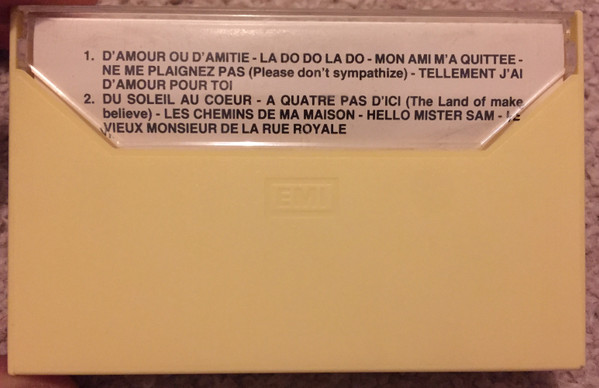 1. D'AMOUR OU D'AMITIE - LA DO DO LA DO - MON AMI M'A QUITTEE -
NE ME PLAIGNEZ PAS (Please don't sympathize) - TELLEMENT J'AI
D'AMOUR POUR TOI
2. DU SOLEIL AU COEUR - A QUATRE PAS D'ICI (The Land of make
believe) - LES CHEMINS DE MA MAISON - HELLO MISTER SAM - LE
VIEUX MONSIEUR DE LA RUE ROYALE
EMI